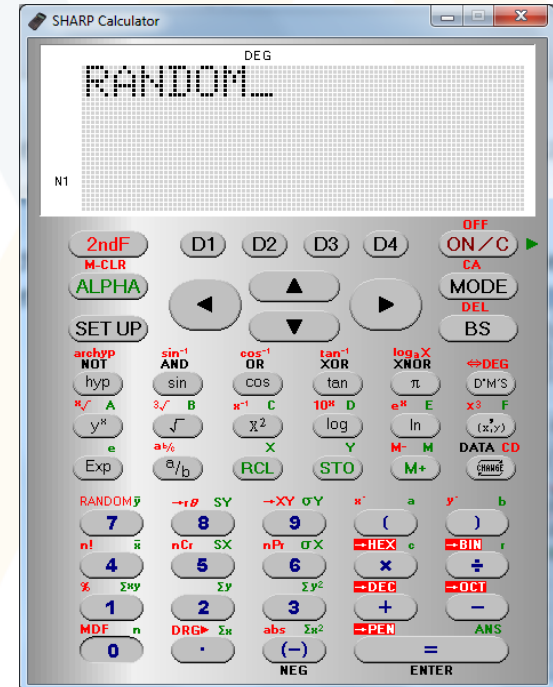 SHARP Calculator
DEG
RANDOM_
N1
OFF
2ndF D1 D2 D3 D4 ON/C
M-CLR CA
ALPHA MODE
DEL
SET UP BS
archyp sin⁻¹ cos⁻¹ tan⁻¹ log₂X
NOT AND OR XOR XNOR ⇔DEG
hyp sin cos tan π D°M'S
ˣ√ A ³√ B x⁻¹ C 10ˣ D eˣ E x³ F
yˣ √ X² log ln (x,y)
e aᵇ/c X Y M- M DATA CD
Exp a/b RCL STO M+ CHANGE
RANDOM ȳ →rθ SY →XY σY x' a y' b
7 8 9 ( )
n! x̄ nCr SX nPr σX →HEX c →BIN r
4 5 6 × ÷
% Σxy Σy Σy² →DEC →OCT
1 2 3 + −
MDF n DRG▶ Σx abs Σx² →PEN ANS
0 · (−) =
NEG ENTER